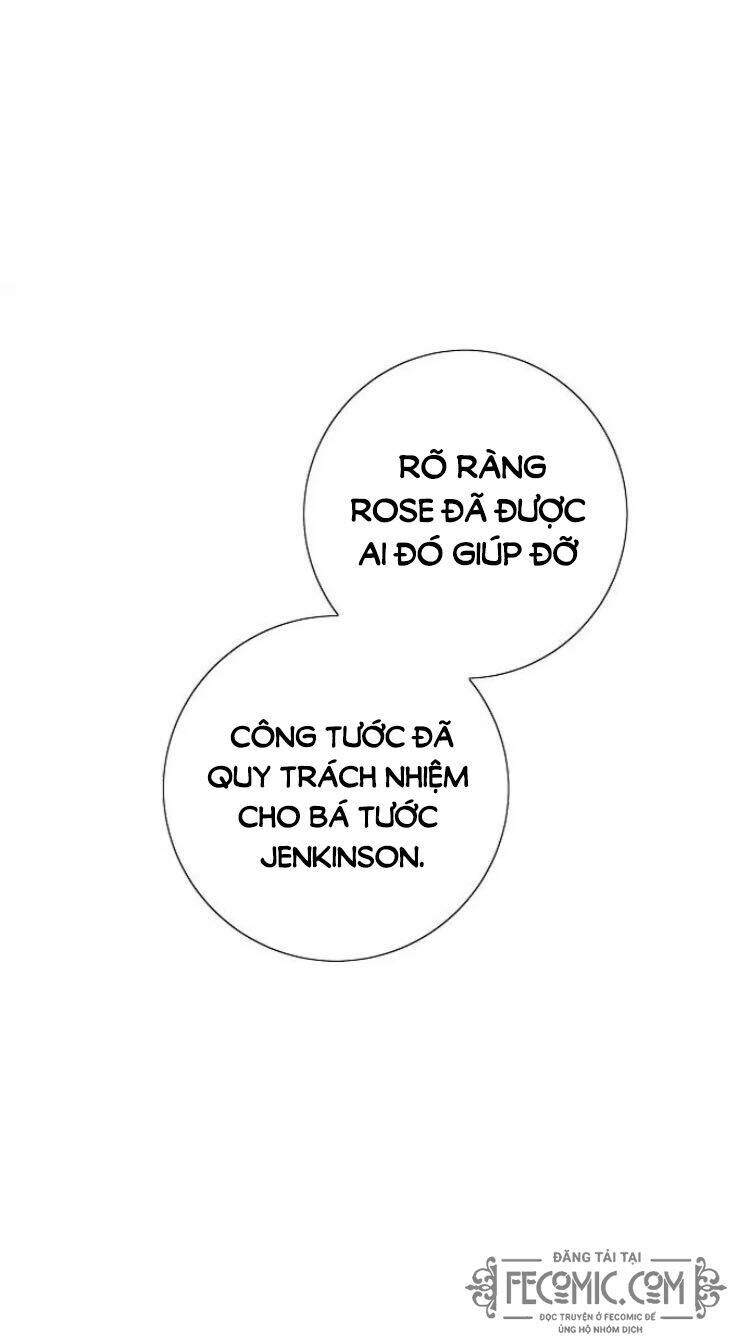 RÕ RÀNG
ROSE ĐÃ ĐƯỢC
AI ĐÓ GIÚP ĐỠ
CÔNG TƯỚC ĐÃ
QUY TRÁCH NHIỆM
CHO BÁ TƯỚC
JENKINSON.
ĐĂNG TẢI TẠI
FECOMIC.COM
ĐỌC TRUYỆN Ở FECOMIC ĐỂ
ỦNG HỘ NHÓM DỊCH